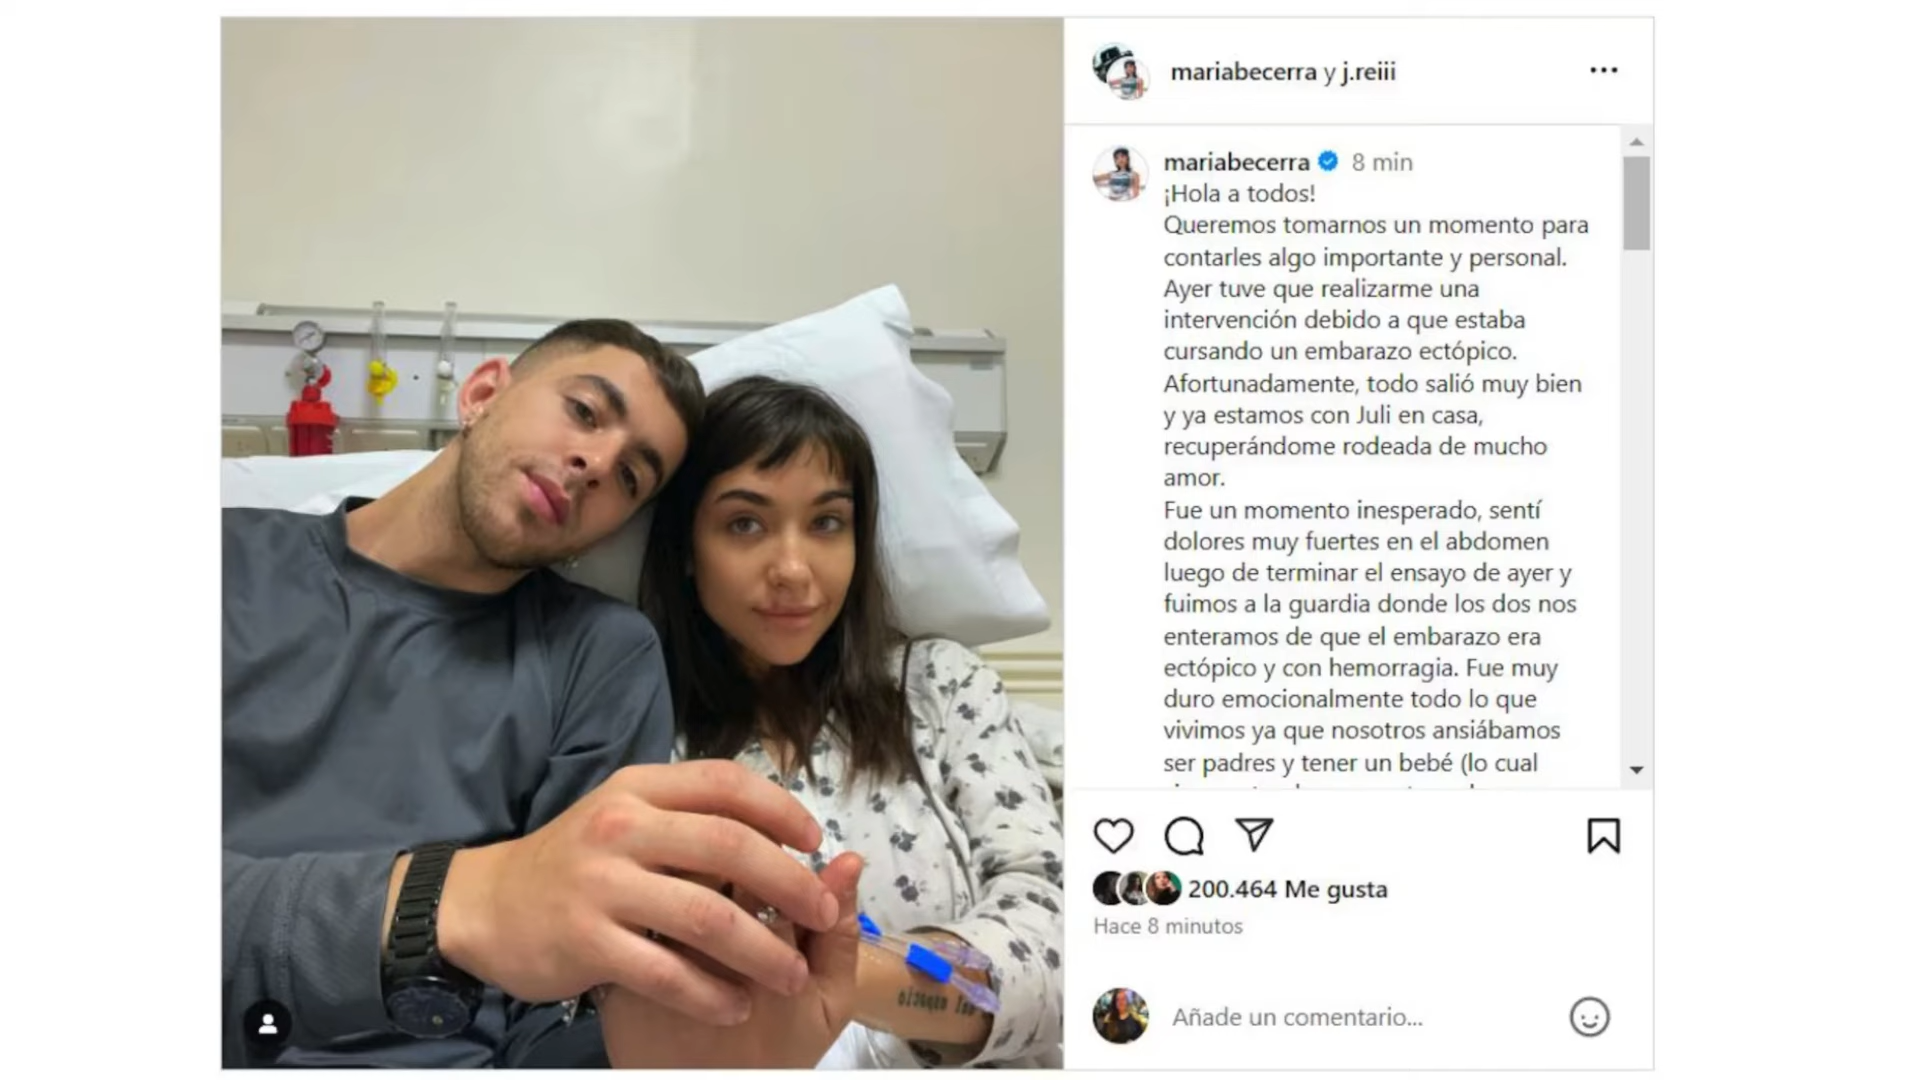 mariabecerra y j.reiii
mariabecerra 8 min
¡Hola a todos!
Queremos tomarnos un momento para
contarles algo importante y personal.
Ayer tuve que realizarme una
intervención debido a que estaba
cursando un embarazo ectópico.
Afortunadamente, todo salió muy bien
y ya estamos con Juli en casa,
recuperándome rodeada de mucho
amor.
Fue un momento inesperado, sentí
dolores muy fuertes en el abdomen
luego de terminar el ensayo de ayer y
fuimos a la guardia donde los dos nos
enteramos de que el embarazo era
ectópico y con hemorragia. Fue muy
duro emocionalmente todo lo que
vivimos ya que nosotros ansiábamos
ser padres y tener un bebé (lo cual
200.464 Me gusta
Hace 8 minutos
Añade un comentario...